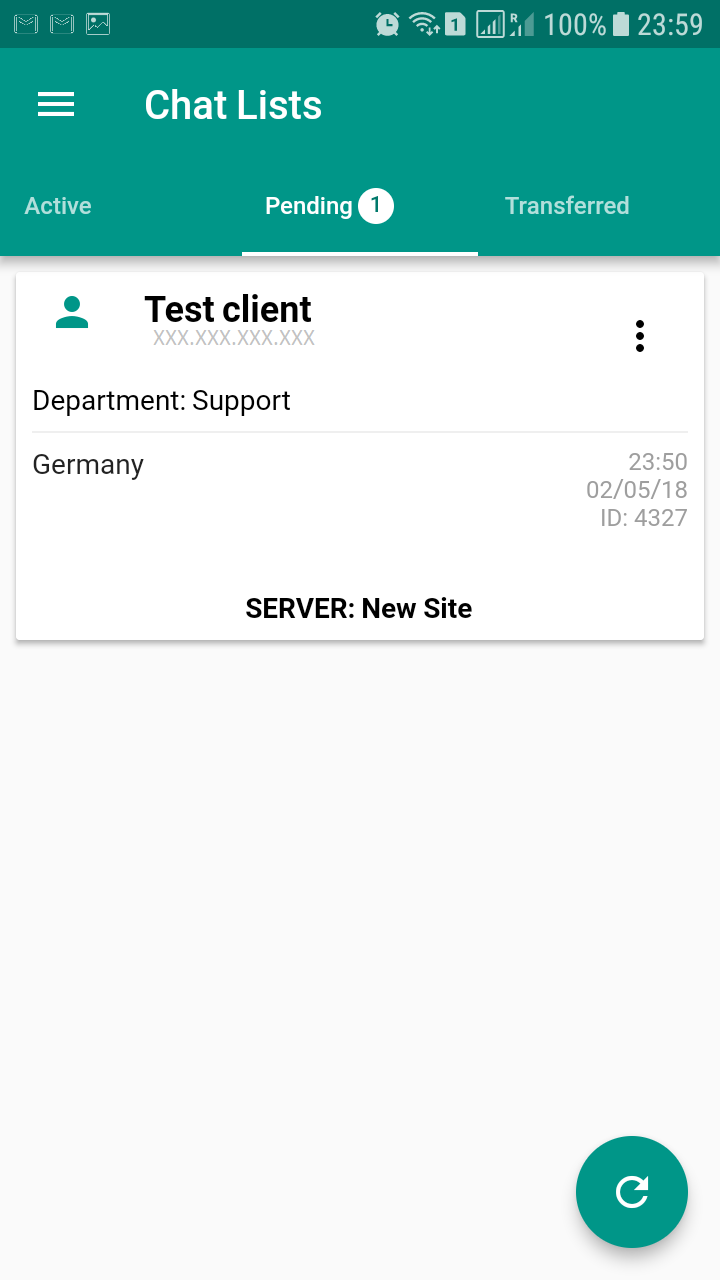 1 R 100% 23:59
Chat Lists
Active Pending 1 Transferred
Test client
XXX.XXX.XXX.XXX
Department: Support
Germany 23:50
02/05/18
ID: 4327
SERVER: New Site